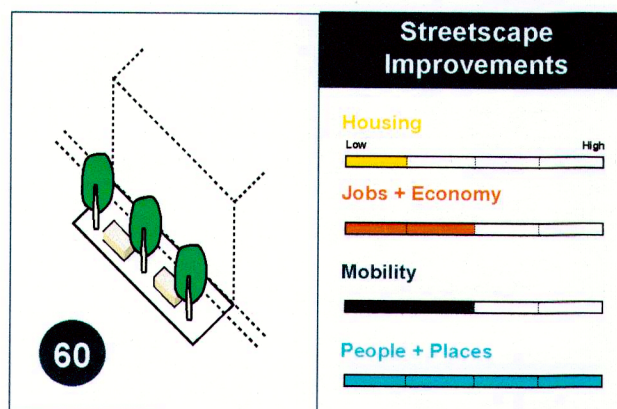 60
Streetscape
Improvements
Housing
Low High
Jobs + Economy
Mobility
People + Places